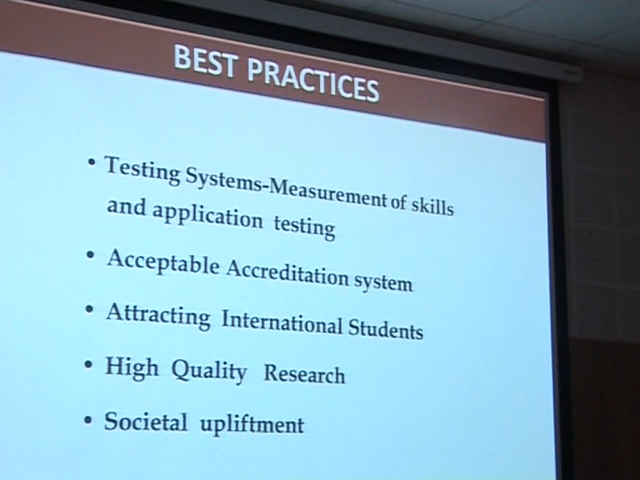 BEST PRACTICES
• Testing Systems-Measurement of skills
and application testing
• Acceptable Accreditation system
• Attracting International Students
• High Quality Research
• Societal upliftment